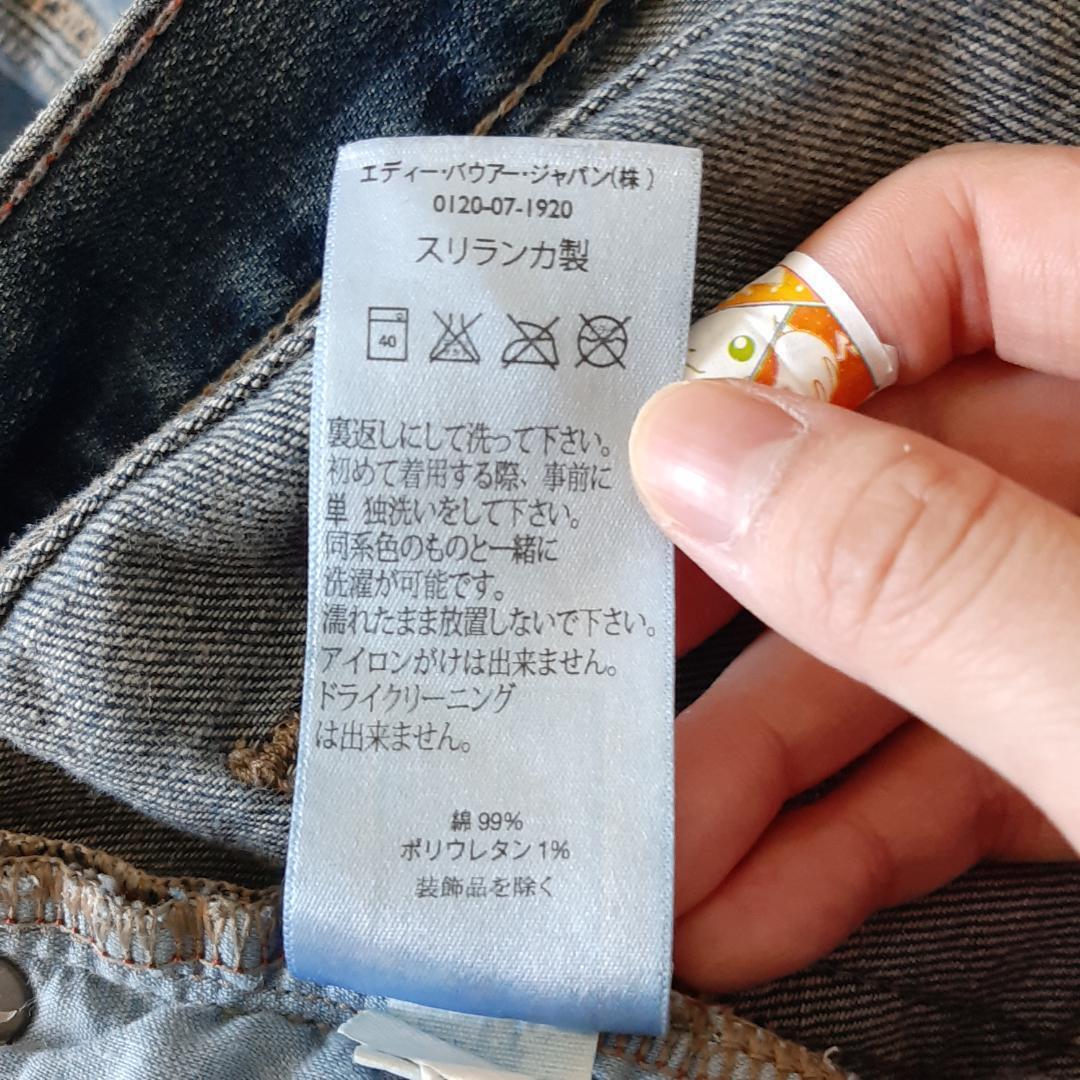 エディー・バウアー・ジャパン(株)
0120-07-1920
スリランカ製
40
裏返しにして洗って下さい。
初めて着用する際、事前に
単 独洗いをして下さい。
同系色のものと一緒に
洗濯が可能です。
濡れたまま放置しないで下さい。
アイロンがけは出来ません。
ドライクリーニング
は出来ません。
綿 99%
ポリウレタン 1%
装飾品を除く